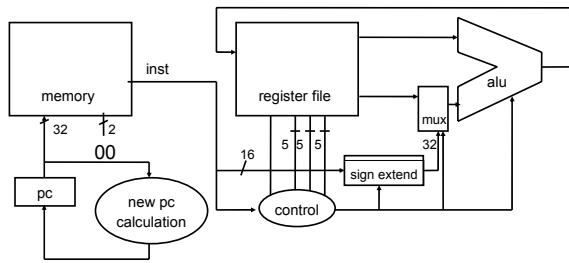 inst
memory
register file
alu
mux
32
2
00
5
5
5
32
16
sign extend
pc
new pc
calculation
control